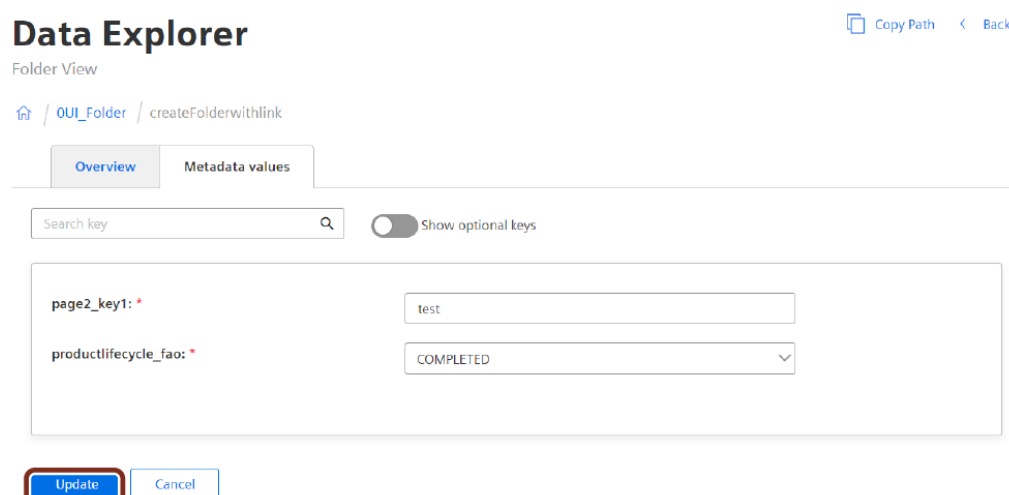 Data Explorer
Copy Path
Back
Folder View
0UI_Folder / createFolderwithlink
Overview
Metadata values
Search key
Show optional keys
page2_key1: *
test
productlifecycle_fao: *
COMPLETED
Update
Cancel